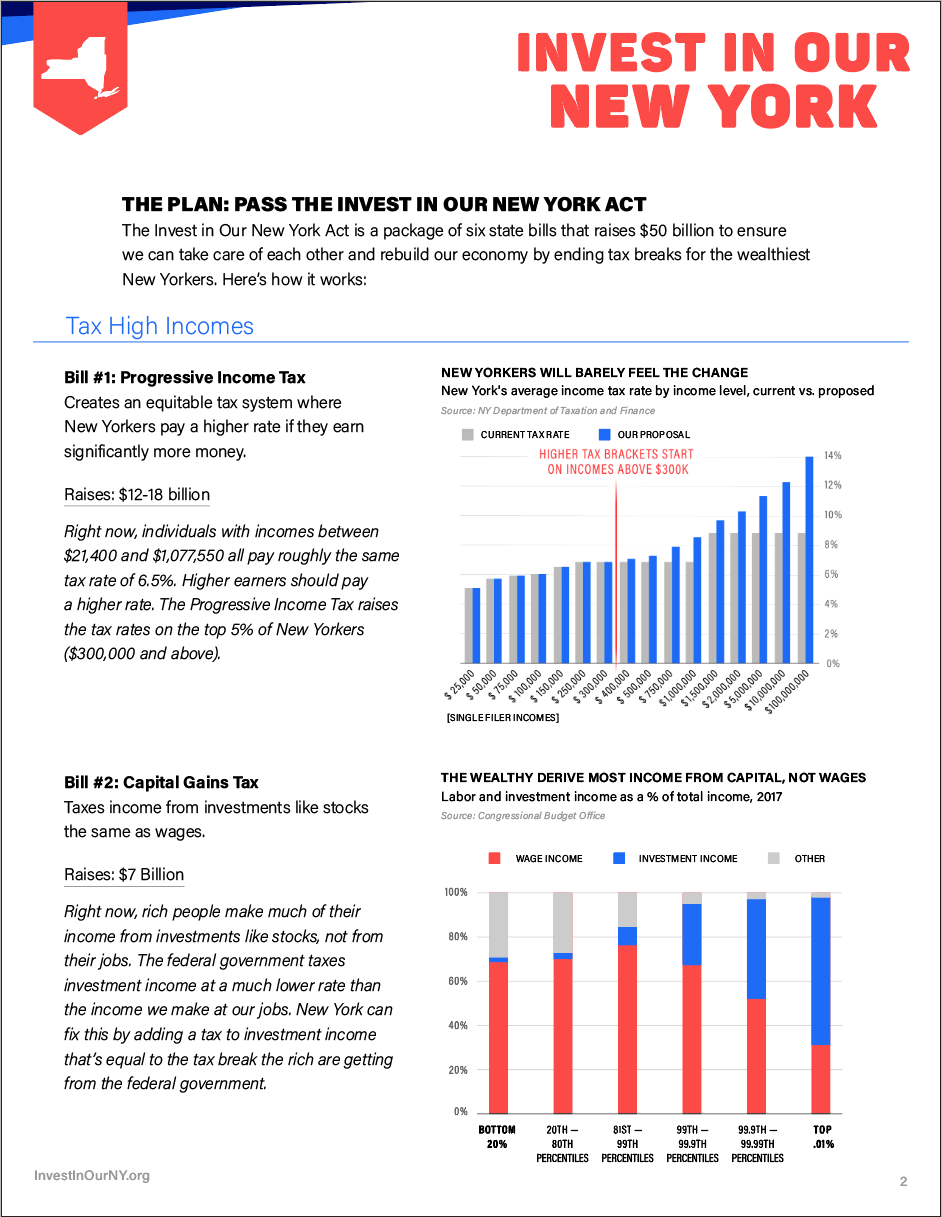 INVEST IN OUR
NEW YORK
THE PLAN: PASS THE INVEST IN OUR NEW YORK ACT
The Invest in Our New York Act is a package of six state bills that raises $50 billion to ensure
we can take care of each other and rebuild our economy by ending tax breaks for the wealthiest
New Yorkers. Here's how it works:
Tax High Incomes
Bill #1: Progressive Income Tax
Creates an equitable tax system where
New Yorkers pay a higher rate if they earn
significantly more money.
Raises: $12-18 billion
Right now, individuals with incomes between
$21,400 and $1,077,550 all pay roughly the same
tax rate of 6.5%. Higher earners should pay
a higher rate. The Progressive Income Tax raises
the tax rates on the top 5% of New Yorkers
($300,000 and above).
NEW YORKERS WILL BARELY FEEL THE CHANGE
New York's average income tax rate by income level, current vs. proposed
Source: NY Department of Taxation and Finance
CURRENT TAX RATE OUR PROPOSAL
HIGHER TAX BRACKETS START
ON INCOMES ABOVE $300K
14%
12%
10%
8%
6%
4%
2%
0%
$ 25,000 $ 50,000 $ 75,000 $ 100,000 $ 150,000 $ 250,000 $ 300,000 $ 400,000 $ 500,000 $ 750,000 $1,000,000 $1,500,000 $ 2,000,000 $ 5,000,000 $10,000,000 $100,000,000
[SINGLE FILER INCOMES]
Bill #2: Capital Gains Tax
Taxes income from investments like stocks
the same as wages.
Raises: $7 Billion
Right now, rich people make much of their
income from investments like stocks, not from
their jobs. The federal government taxes
investment income at a much lower rate than
the income we make at our jobs. New York can
fix this by adding a tax to investment income
that's equal to the tax break the rich are getting
from the federal government.
THE WEALTHY DERIVE MOST INCOME FROM CAPITAL, NOT WAGES
Labor and investment income as a % of total income, 2017
Source: Congressional Budget Office
WAGE INCOME INVESTMENT INCOME OTHER
100%
80%
60%
40%
20%
0%
BOTTOM 20TH — 81ST — 99TH — 99.9TH — TOP
20% 80TH 99TH 99.9TH 99.99TH .01%
PERCENTILES PERCENTILES PERCENTILES PERCENTILES
InvestInOurNY.org
2